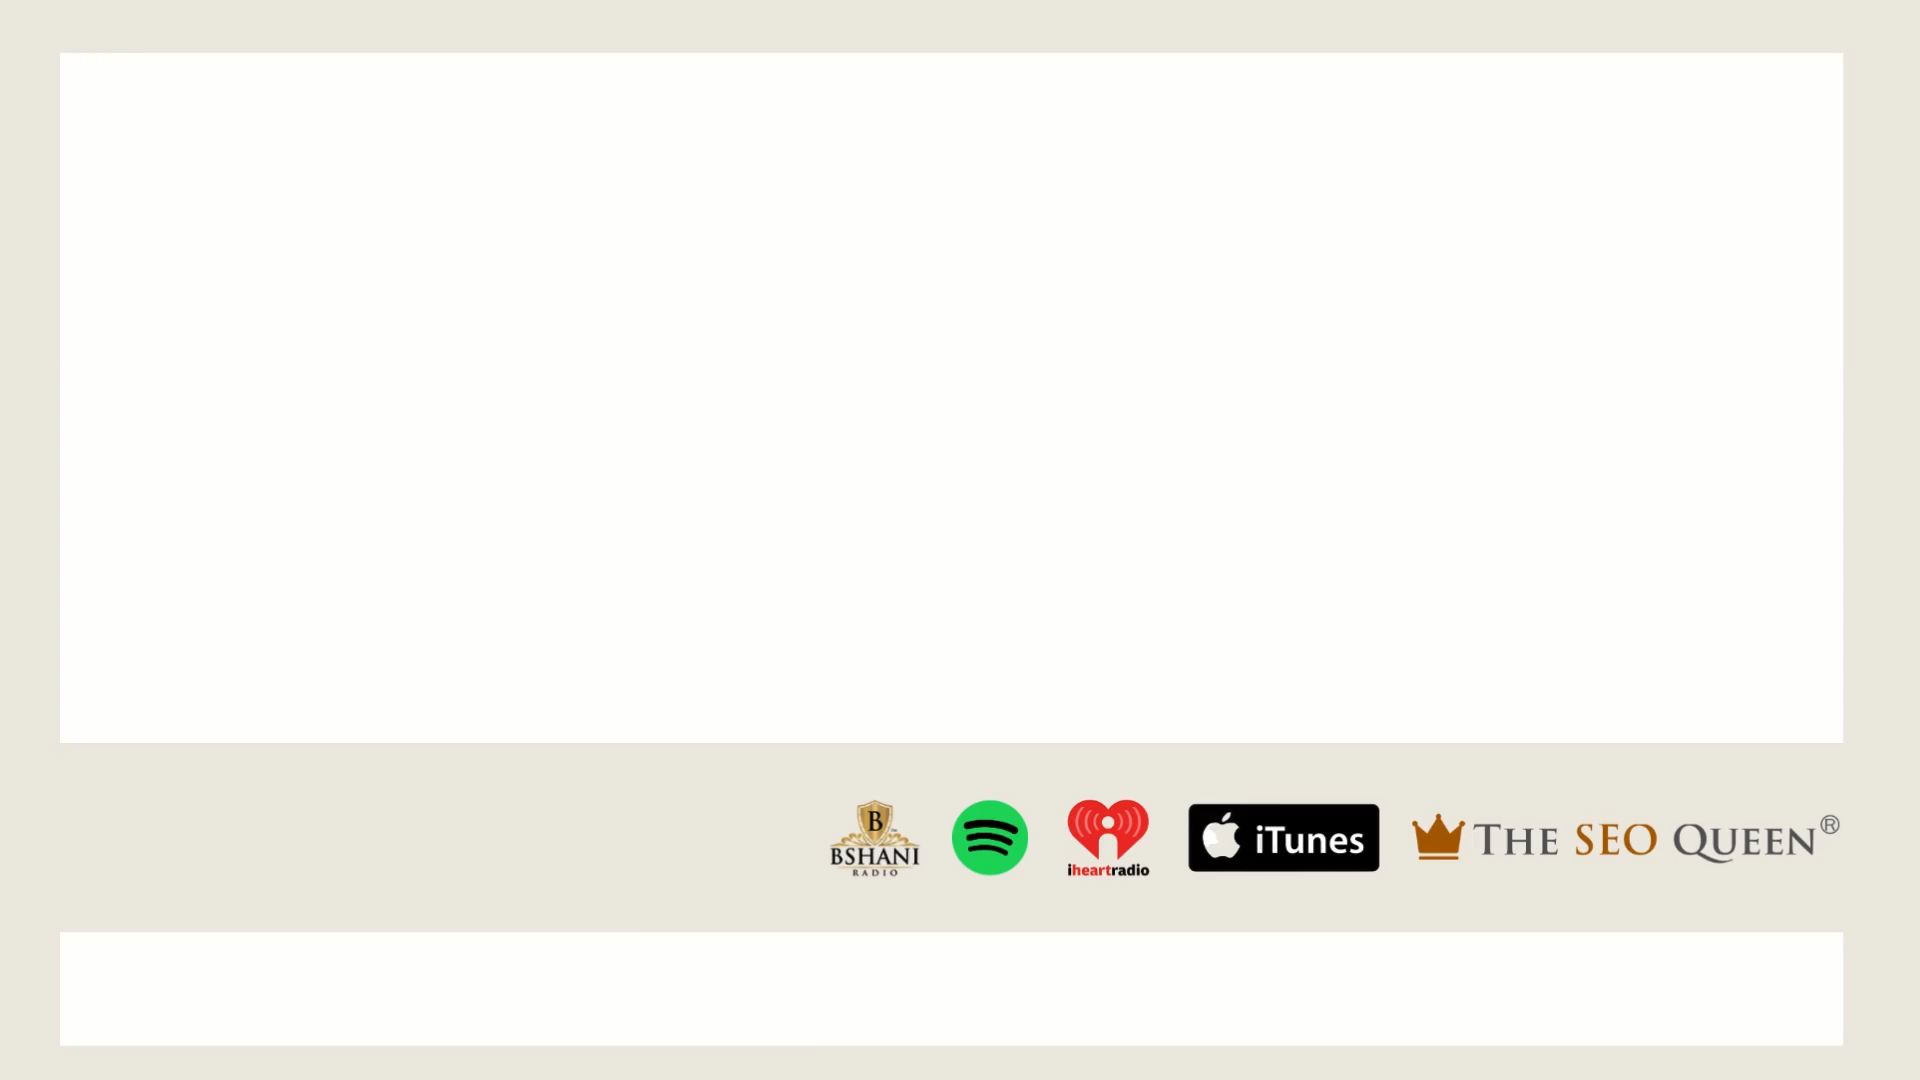 B
BSHANI
RADIO
iheartradio
iTunes
THE SEO QUEEN®